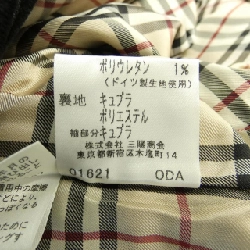 ポリウレタン 1%
(ドイツ製生地使用)
裏地 キュプラ
ポリエステル
袖部分キュプラ
株式会社 三陽商会
東京都新宿区本塩町14
91621 ODA